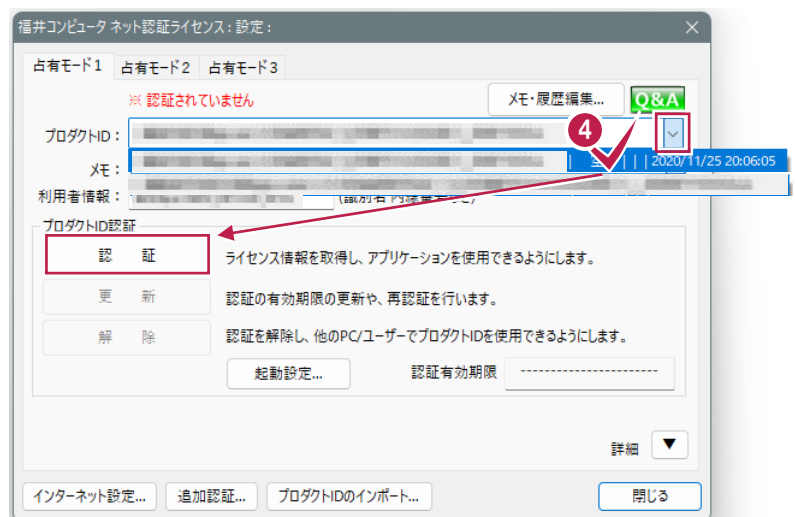 福井コンピュータ ネット認証ライセンス : 設定 :
占有モード1 占有モード2 占有モード3
※ 認証されていません
メモ・履歴編集...
Q&A
プロダクトID :
4
メモ :
| | | 2020/11/25 20:06:05
利用者情報 :
プロダクトID認証
認 証
ライセンス情報を取得し、アプリケーションを使用できるようにします。
更 新
認証の有効期限の更新や、再認証を行います。
解 除
認証を解除し、他のPC/ユーザーでプロダクトIDを使用できるようにします。
起動設定... 認証有効期限 -----------------------
詳細 ▼
インターネット設定... 追加認証... プロダクトIDのインポート... 閉じる